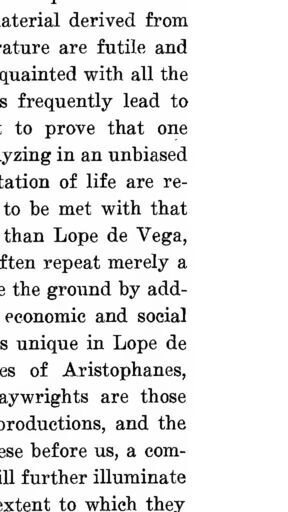 aterial derived from
rature are futile and
quainted with all the
s frequently lead to
to prove that one
lyzing in an unbiased
tation of life are re-
to be met with that
than Lope de Vega,
ften repeat merely a
e the ground by add-
economic and social
s unique in Lope de
es of Aristophanes,
aywrights are those
productions, and the
ese before us, a com-
ill further illuminate
extent to which they